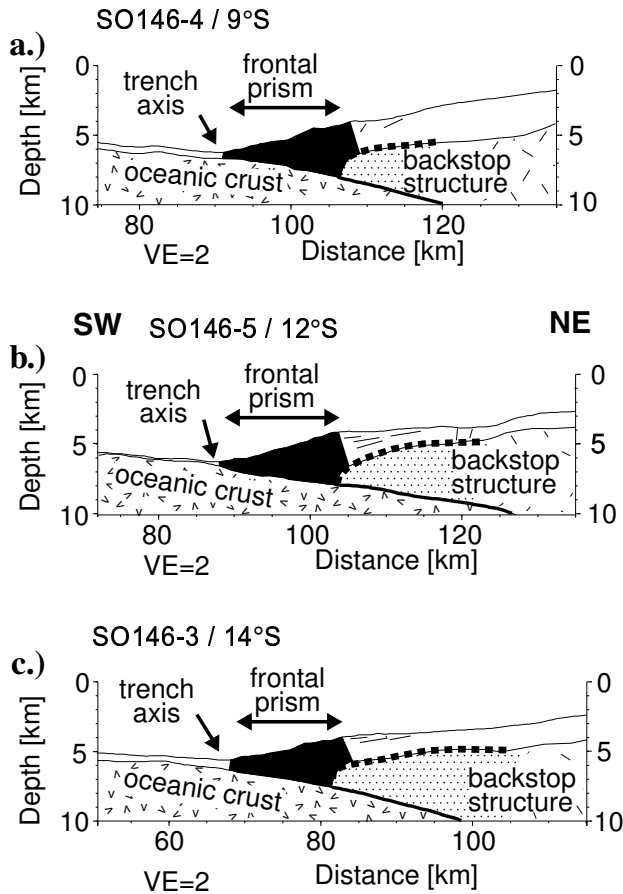 a.)
SO146-4 / 9°S
trench
axis
frontal
prism
0
5
10
Depth [km]
0
5
10
oceanic crust
backstop
structure
80 100 120
VE=2
Distance [km]
SW
SO146-5 / 12°S
NE
b.)
trench
axis
frontal
prism
0
5
10
Depth [km]
0
5
10
oceanic crust
backstop
structure
80 100 120
VE=2
Distance [km]
SO146-3 / 14°S
c.)
trench
axis
frontal
prism
0
5
10
Depth [km]
0
5
10
oceanic crust
backstop
structure
60 80 100
VE=2
Distance [km]